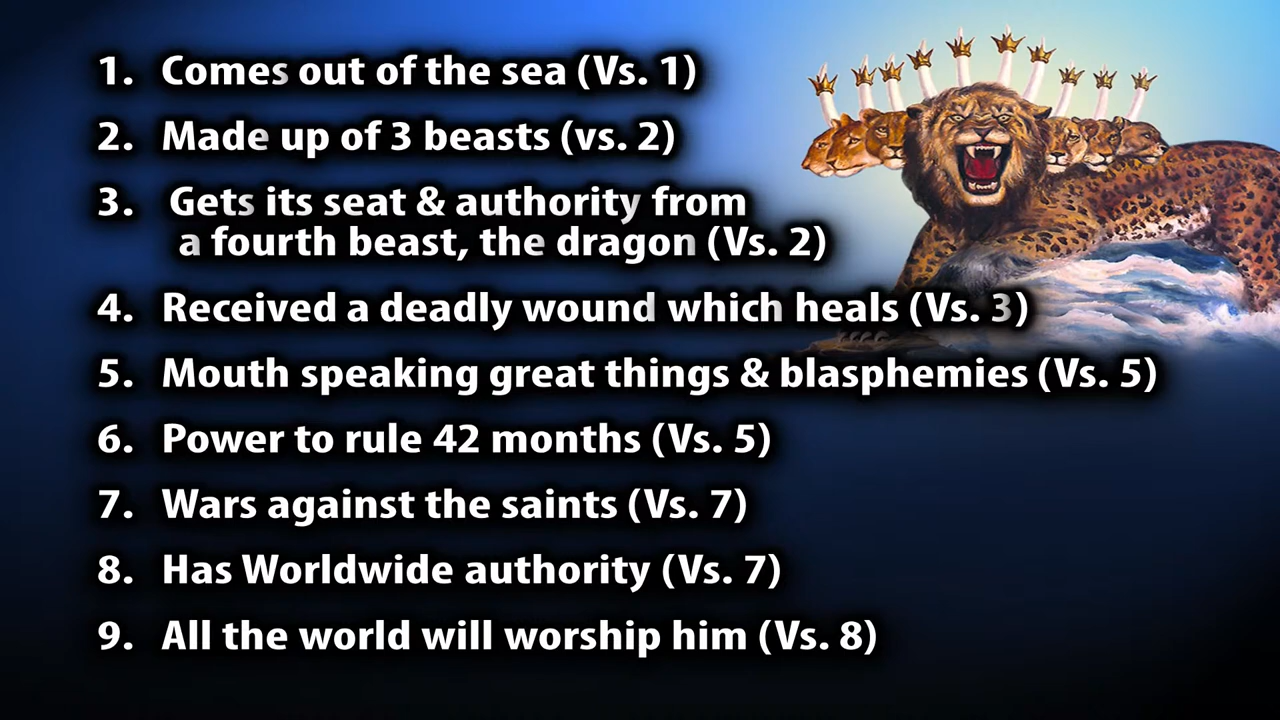 1. Comes out of the sea (Vs. 1)
2. Made up of 3 beasts (vs. 2)
3. Gets its seat & authority from
a fourth beast, the dragon (Vs. 2)
4. Received a deadly wound which heals (Vs. 3)
5. Mouth speaking great things & blasphemies (Vs. 5)
6. Power to rule 42 months (Vs. 5)
7. Wars against the saints (Vs. 7)
8. Has Worldwide authority (Vs. 7)
9. All the world will worship him (Vs. 8)